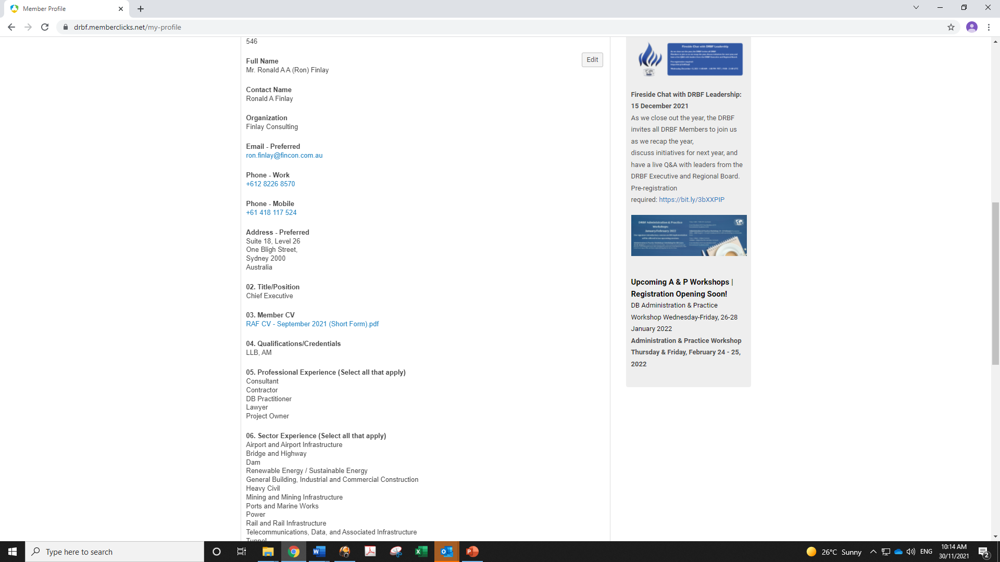 Member Profile
drbf.memberclicks.net/my-profile
546
Edit
Full Name
Mr. Ronald A A (Ron) Finlay
Contact Name
Ronald A Finlay
Organization
Finlay Consulting
Email - Preferred
ron.finlay@fincon.com.au
Phone - Work
+612 8226 8570
Phone - Mobile
+61 418 117 524
Address - Preferred
Suite 18, Level 26
One Bligh Street,
Sydney 2000
Australia
02. Title/Position
Chief Executive
03. Member CV
RAF CV - September 2021 (Short Form).pdf
04. Qualifications/Credentials
LLB, AM
05. Professional Experience (Select all that apply)
Consultant
Contractor
DB Practitioner
Lawyer
Project Owner
06. Sector Experience (Select all that apply)
Airport and Airport Infrastructure
Bridge and Highway
Dam
Renewable Energy / Sustainable Energy
General Building, Industrial and Commercial Construction
Heavy Civil
Mining and Mining Infrastructure
Ports and Marine Works
Power
Rail and Rail Infrastructure
Telecommunications, Data, and Associated Infrastructure
Tunnel
Fireside Chat with DRBF Leadership
Fireside Chat with DRBF Leadership:
15 December 2021
As we close out the year, the DRBF
invites all DRBF Members to join us
as we recap the year,
discuss initiatives for next year, and
have a live Q&A with leaders from the
DRBF Executive and Regional Board.
Pre-registration
required: https://bit.ly/3bXXPIP
DRBF Administration & Practice
Workshops:
January/February 2022
Upcoming A & P Workshops |
Registration Opening Soon!
DB Administration & Practice
Workshop Wednesday-Friday, 26-28
January 2022
Administration & Practice Workshop
Thursday & Friday, February 24 - 25,
2022
Type here to search
26°C Sunny
ENG
10:14 AM
30/11/2021
2